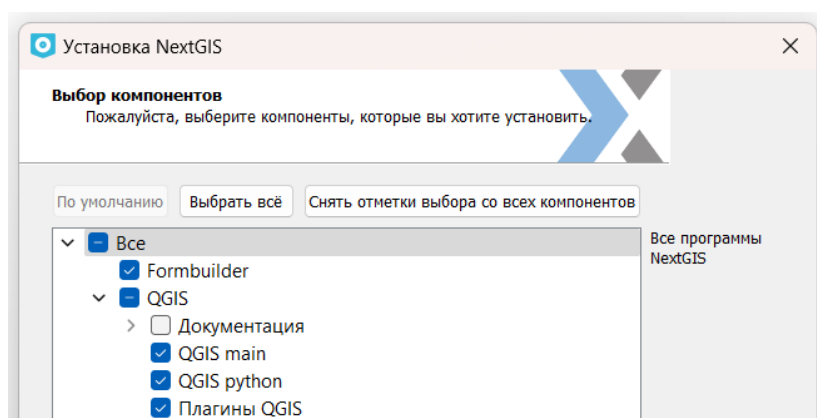 Установка NextGIS
Выбор компонентов
Пожалуйста, выберите компоненты, которые вы хотите установить.
По умолчанию
Выбрать всё
Снять отметки выбора со всех компонентов
Все
Formbuilder
QGIS
Документация
QGIS main
QGIS python
Плагины QGIS
Все программы
NextGIS